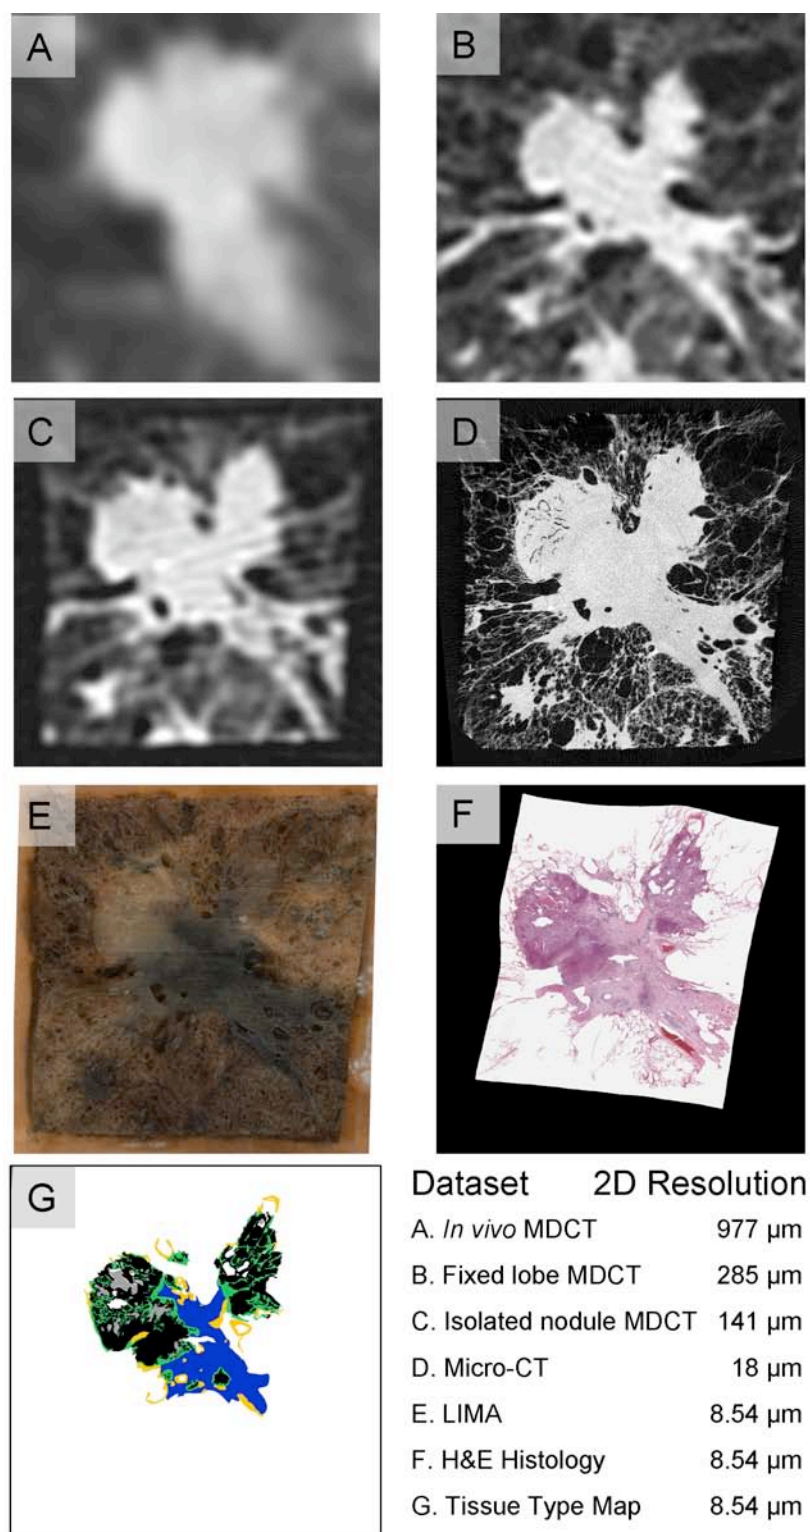 A
B
C
D
E
F
G
Dataset 2D Resolution
A. In vivo MDCT 977 µm
B. Fixed lobe MDCT 285 µm
C. Isolated nodule MDCT 141 µm
D. Micro-CT 18 µm
E. LIMA 8.54 µm
F. H&E Histology 8.54 µm
G. Tissue Type Map 8.54 µm